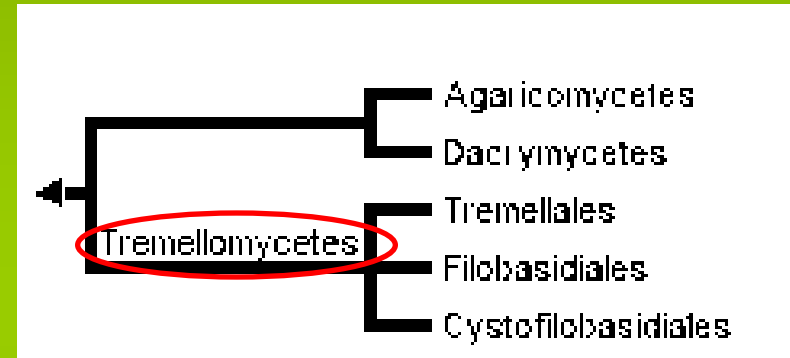 Agaricomycetes
Dacrymycetes
Tremellales
Tremellomycetes
Filobasidiales
Cystofilobasidiales